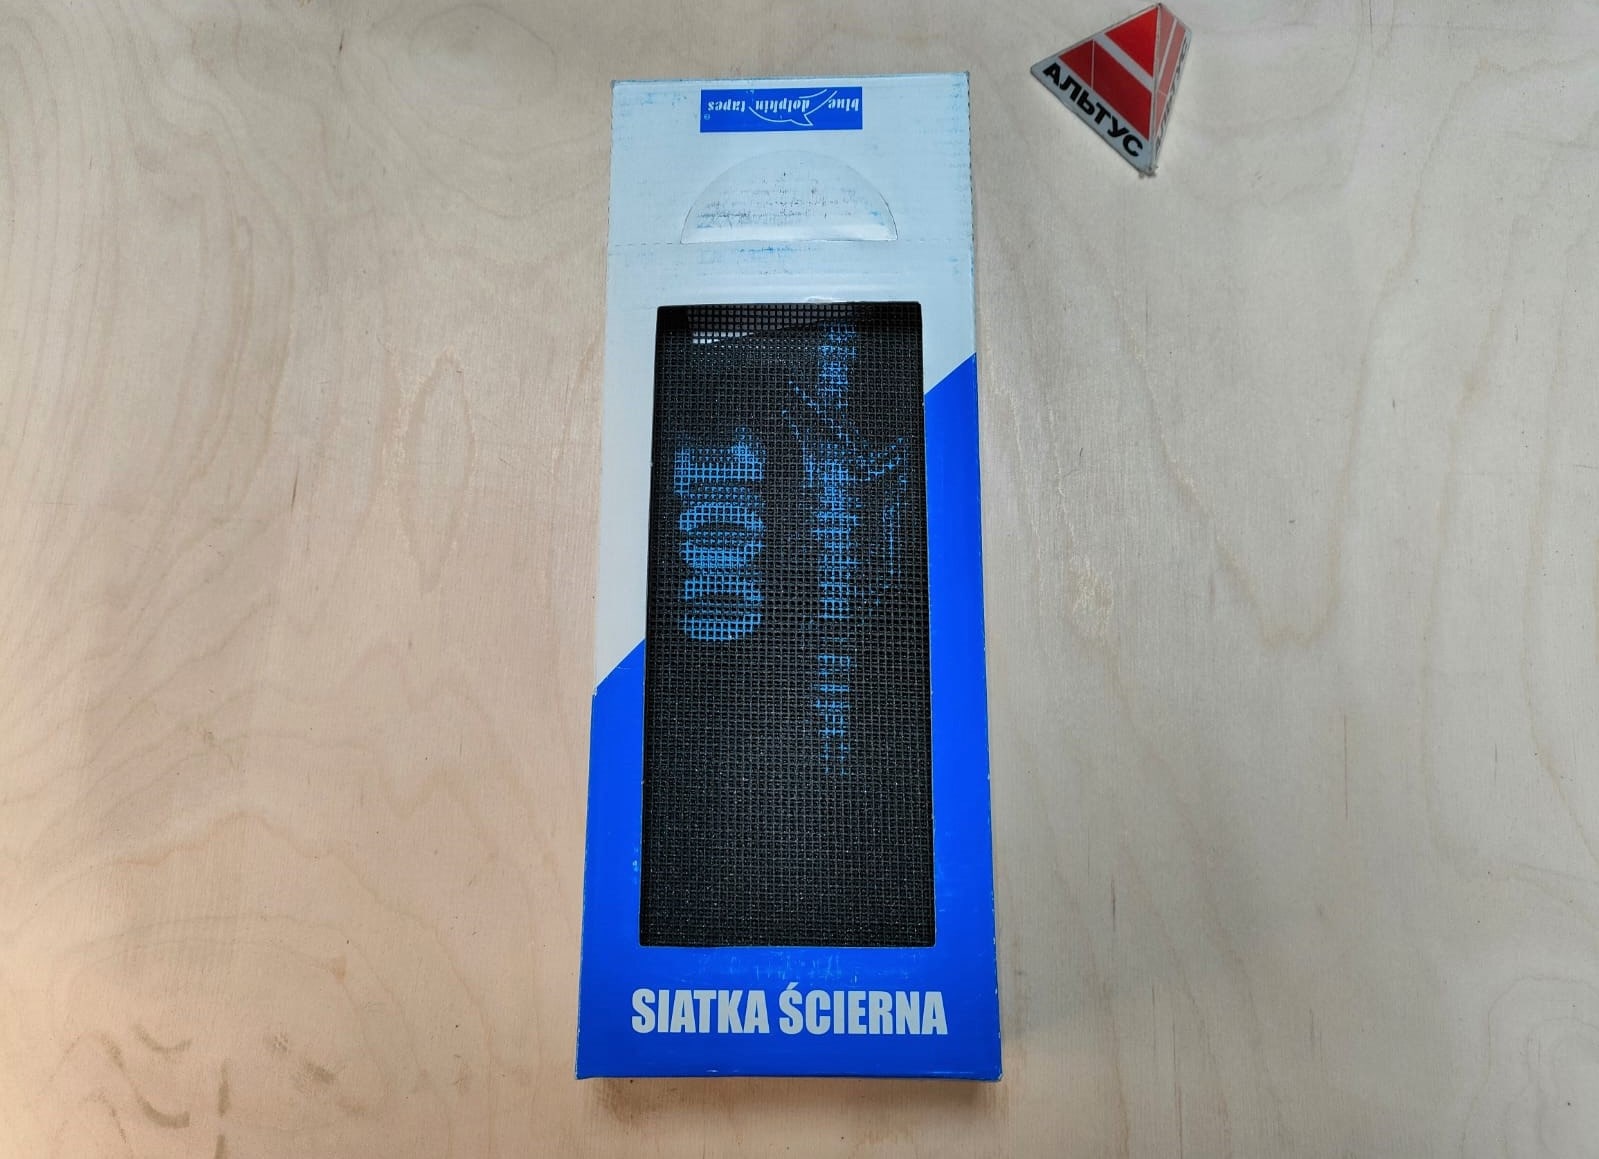 blue dolphin tapes
®
АЛЬТУС
100
SIATKA ŚCIERNA